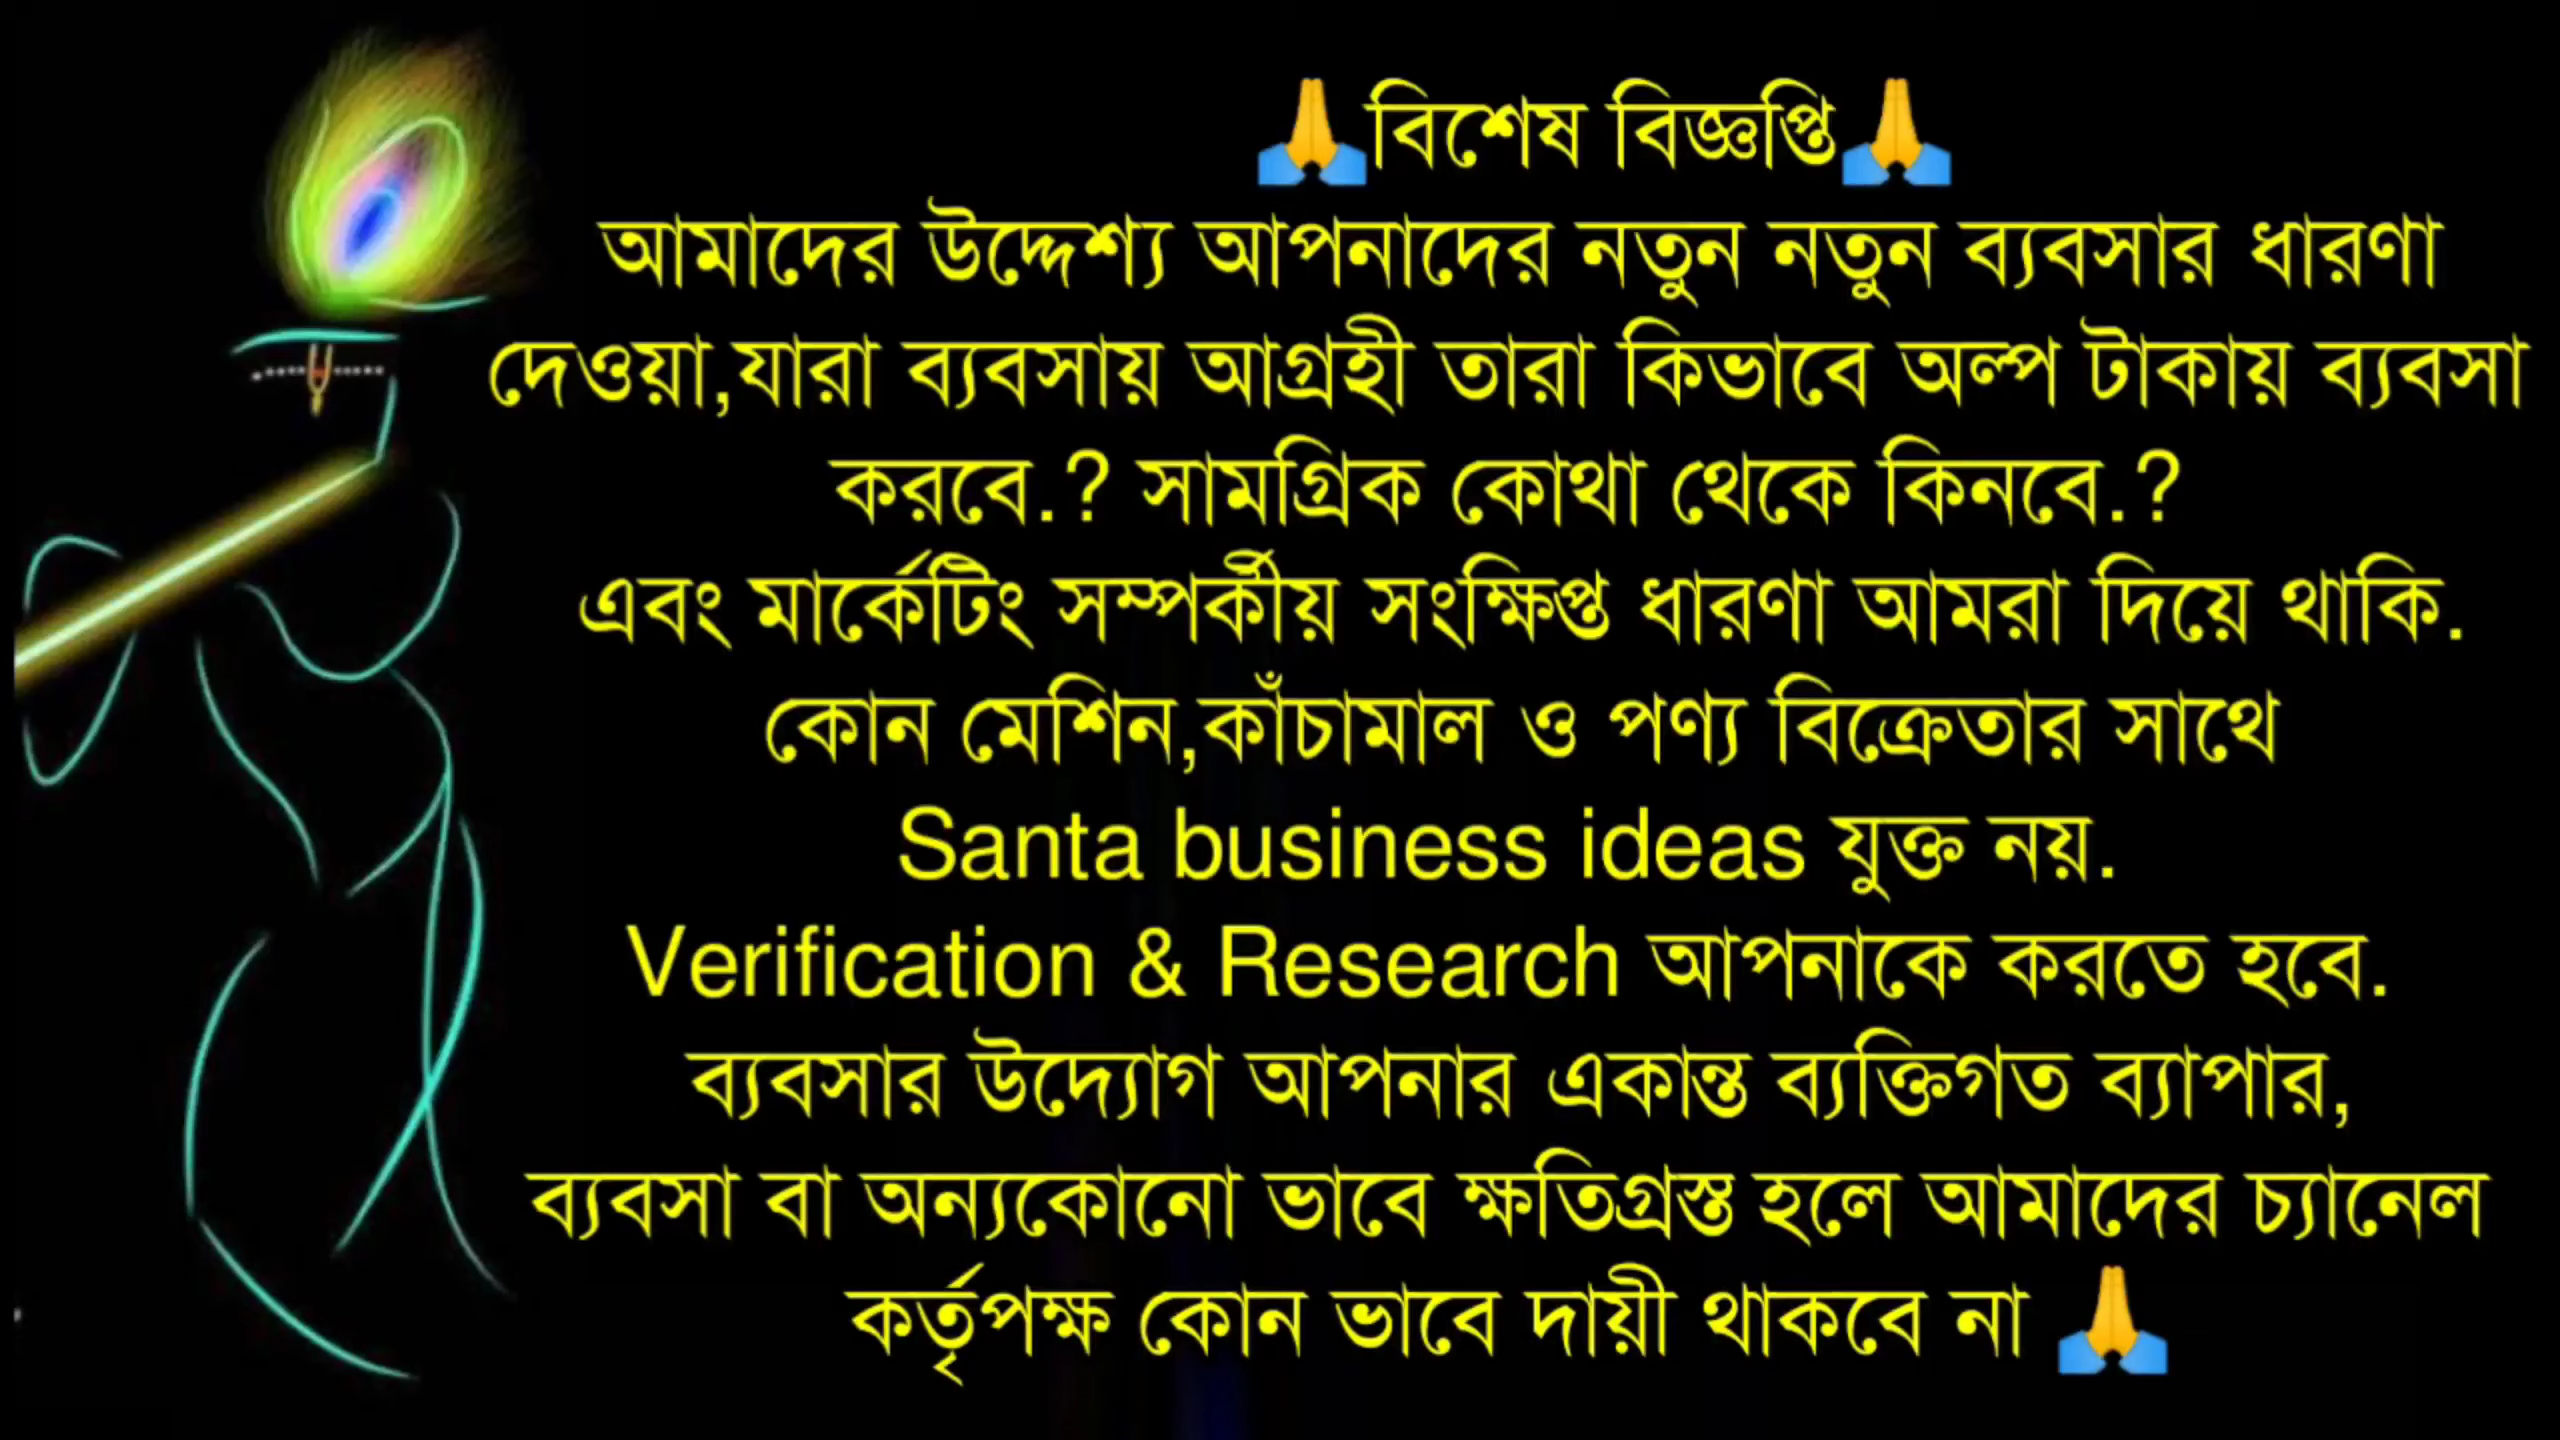 🙏বিশেষ বিজ্ঞপ্তি🙏
আমাদের উদ্দেশ্য আপনাদের নতুন নতুন ব্যবসার ধারণা
দেওয়া,যারা ব্যবসায় আগ্রহী তারা কিভাবে অল্প টাকায় ব্যবসা
করবে.? সামগ্রিক কোথা থেকে কিনবে.?
এবং মার্কেটিং সম্পর্কীয় সংক্ষিপ্ত ধারণা আমরা দিয়ে থাকি.
কোন মেশিন,কাঁচামাল ও পণ্য বিক্রেতার সাথে
Santa business ideas যুক্ত নয়.
Verification & Research আপনাকে করতে হবে.
ব্যবসার উদ্যোগ আপনার একান্ত ব্যক্তিগত ব্যাপার,
ব্যবসা বা অন্যকোনো ভাবে ক্ষতিগ্রস্ত হলে আমাদের চ্যানেল
কর্তৃপক্ষ কোন ভাবে দায়ী থাকবে না 🙏